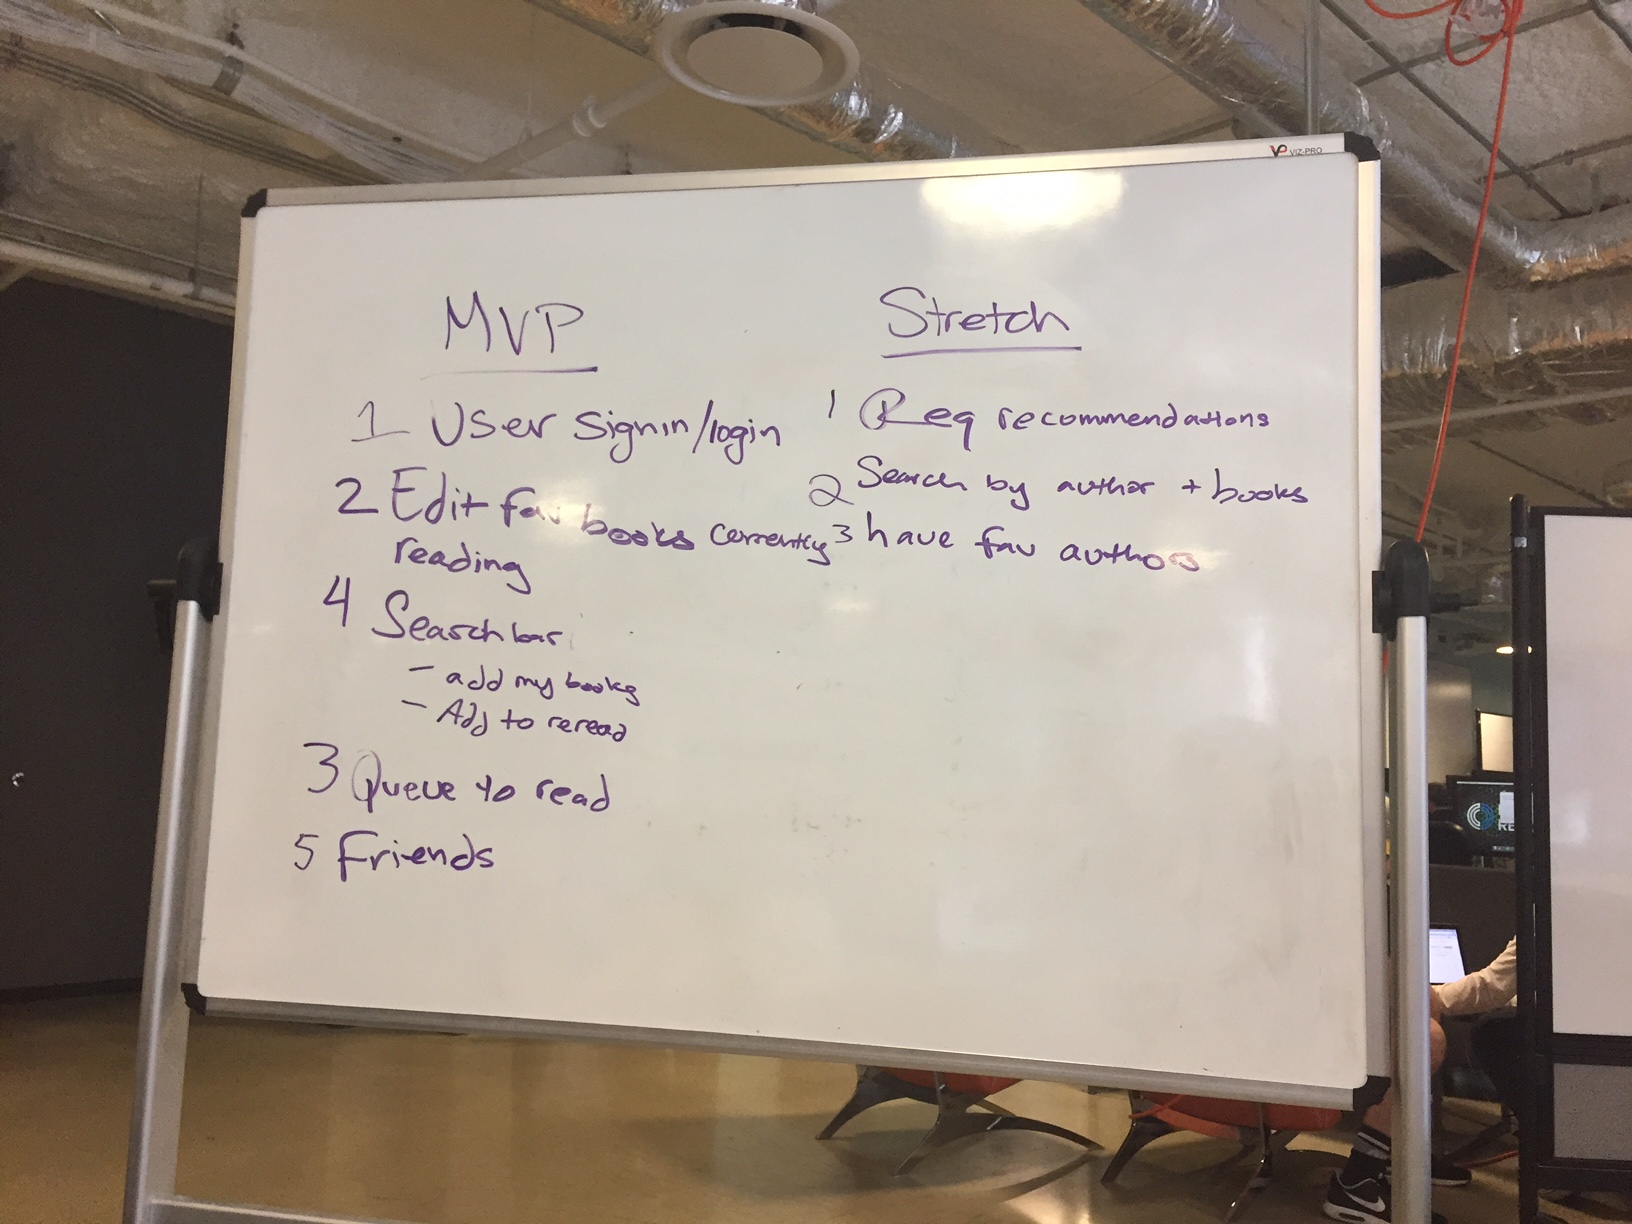 VP VIZ-PRO
MVP
1 User Signin/login
2 Edit fav books currently
reading
4 Search bar
- add my books
- Add to reread
3 Queue to read
5 Friends
Stretch
1 Req recommendations
2 Search by author + books
3 have fav authors
RE